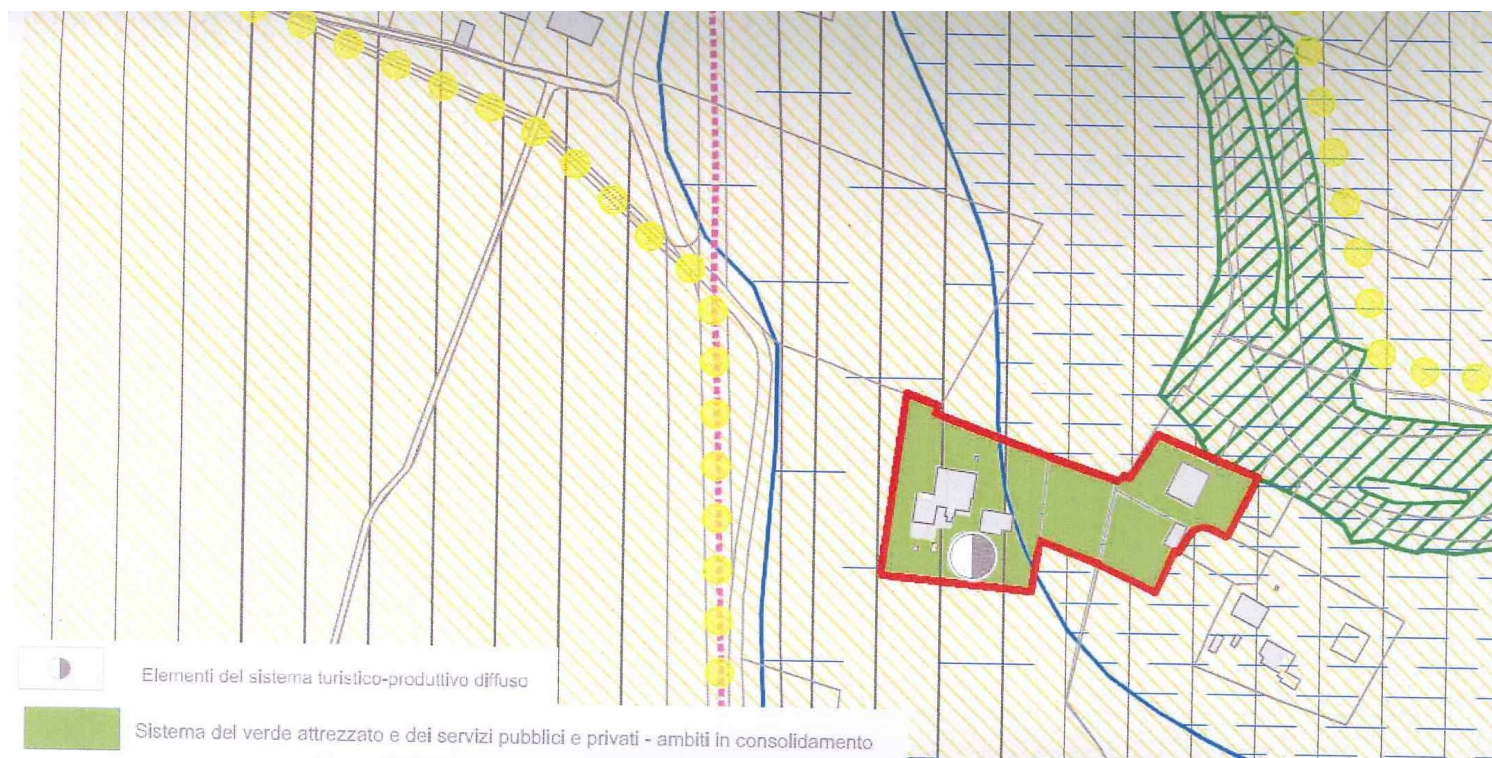 Elementi del sistema turistico-produttivo diffuso
Sistema del verde attrezzato e dei servizi pubblici e privati - ambiti in consolidamento